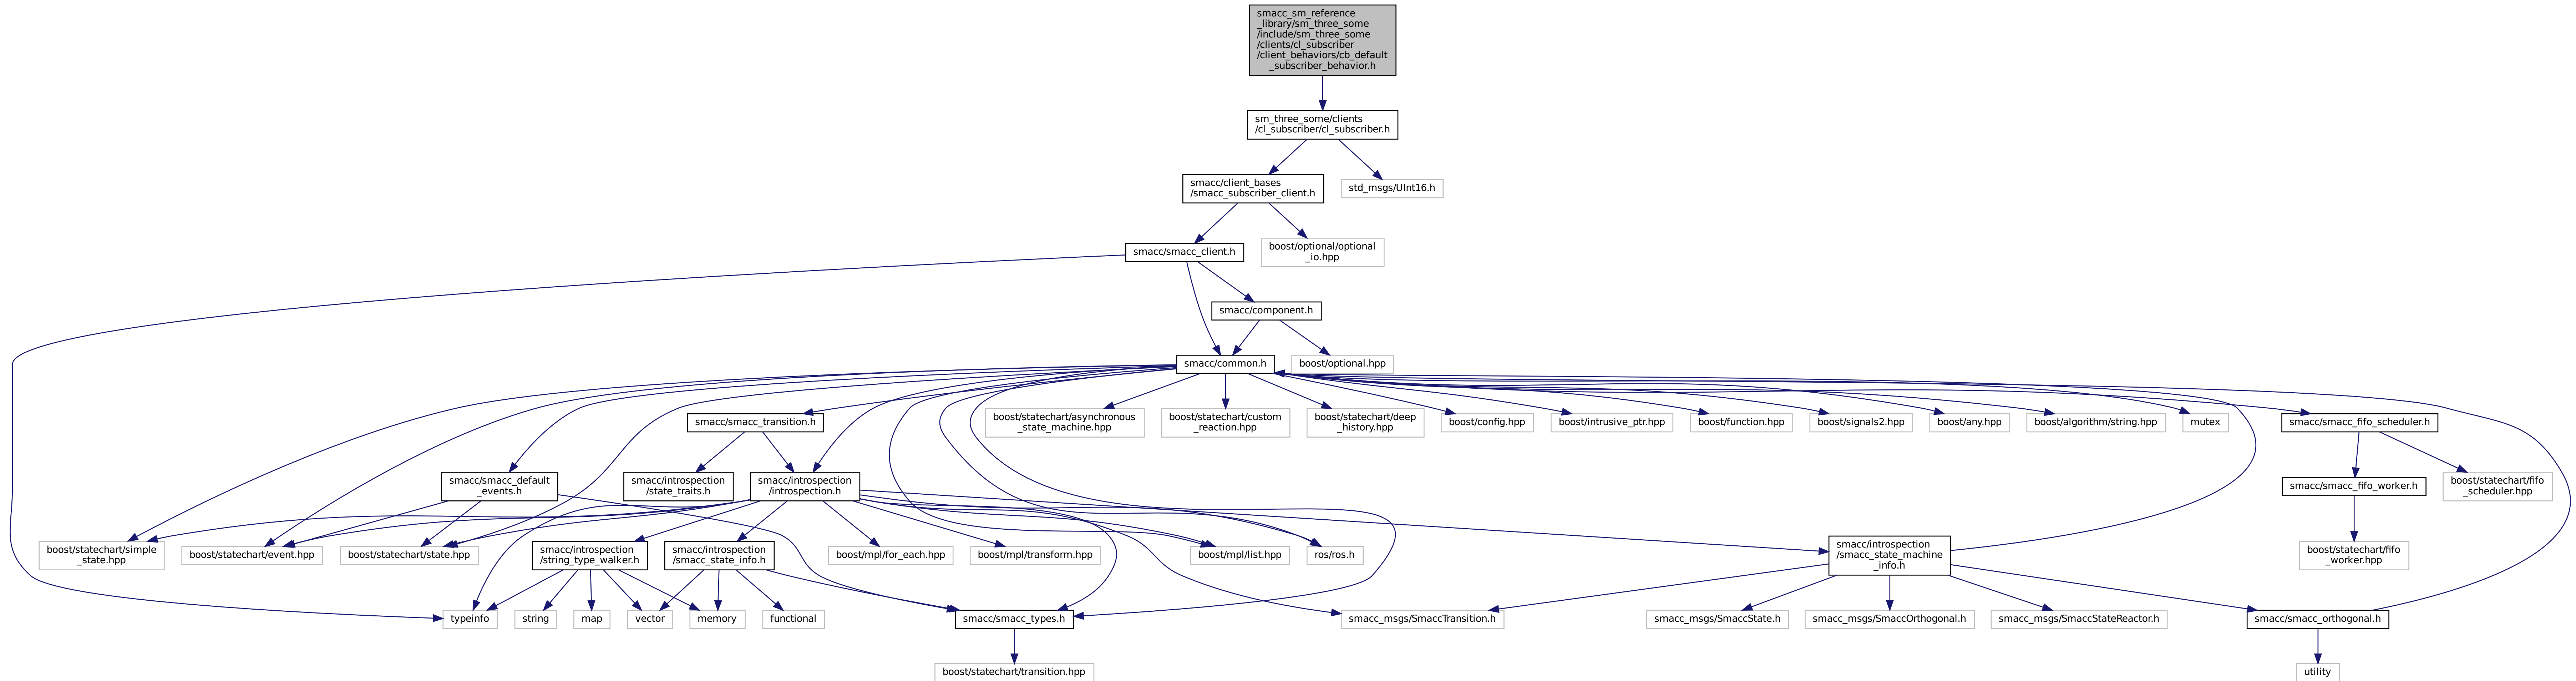 smacc_sm_reference
_library/sm_three_some
/include/sm_three_some
/clients/cl_subscriber
/client_behaviors/cb_default
_subscriber_behavior.h
sm_three_some/clients
/cl_subscriber/cl_subscriber.h
smacc/client_bases
/smacc_subscriber_client.h
std_msgs/UInt16.h
smacc/smacc_client.h
boost/optional/optional
_io.hpp
smacc/component.h
smacc/common.h
boost/optional.hpp
smacc/smacc_transition.h
boost/statechart/asynchronous
_state_machine.hpp
boost/statechart/custom
_reaction.hpp
boost/statechart/deep
_history.hpp
boost/config.hpp
boost/intrusive_ptr.hpp
boost/function.hpp
boost/signals2.hpp
boost/any.hpp
boost/algorithm/string.hpp
mutex
smacc/smacc_fifo_scheduler.h
smacc/smacc_default
_events.h
smacc/introspection
/state_traits.h
smacc/introspection
/introspection.h
smacc/smacc_fifo_worker.h
boost/statechart/fifo
_scheduler.hpp
boost/statechart/simple
_state.hpp
boost/statechart/event.hpp
boost/statechart/state.hpp
smacc/introspection
/string_type_walker.h
smacc/introspection
/smacc_state_info.h
boost/mpl/for_each.hpp
boost/mpl/transform.hpp
boost/mpl/list.hpp
ros/ros.h
smacc/introspection
/smacc_state_machine
_info.h
boost/statechart/fifo
_worker.hpp
typeinfo
string
map
vector
memory
functional
smacc/smacc_types.h
smacc_msgs/SmaccTransition.h
smacc_msgs/SmaccState.h
smacc_msgs/SmaccOrthogonal.h
smacc_msgs/SmaccStateReactor.h
smacc/smacc_orthogonal.h
boost/statechart/transition.hpp
utility